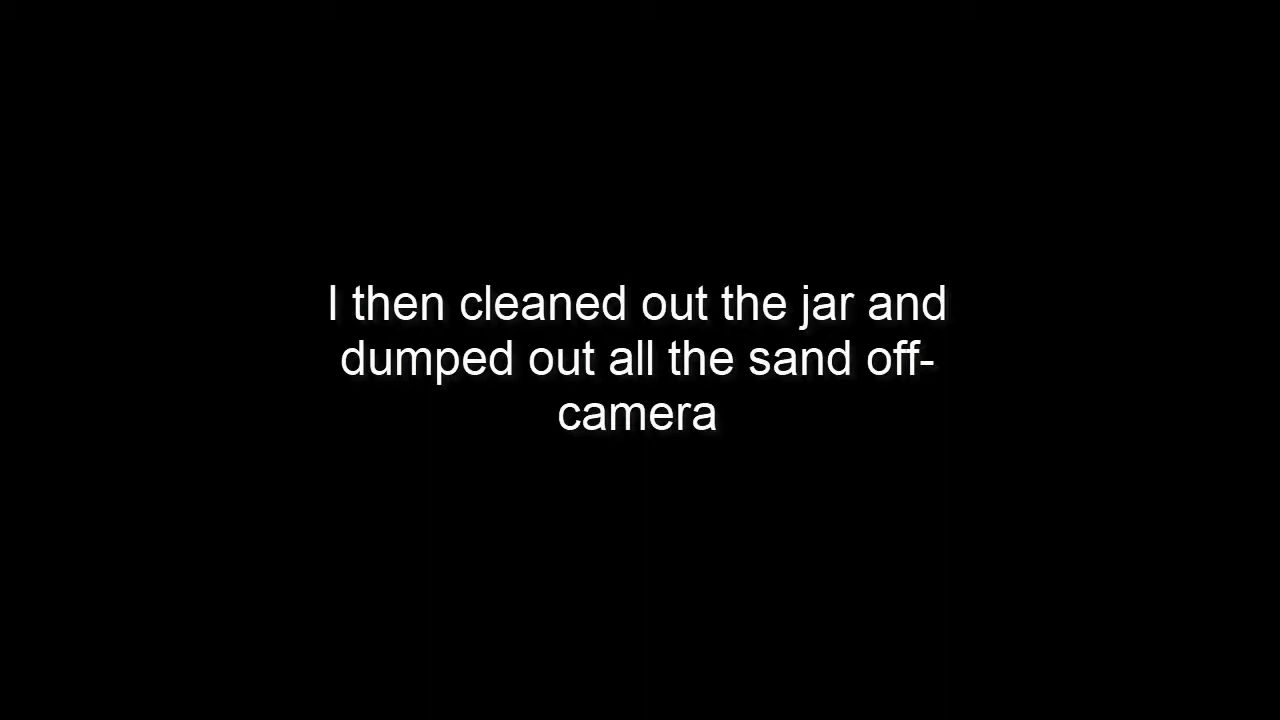 I then cleaned out the jar and
dumped out all the sand off-
camera